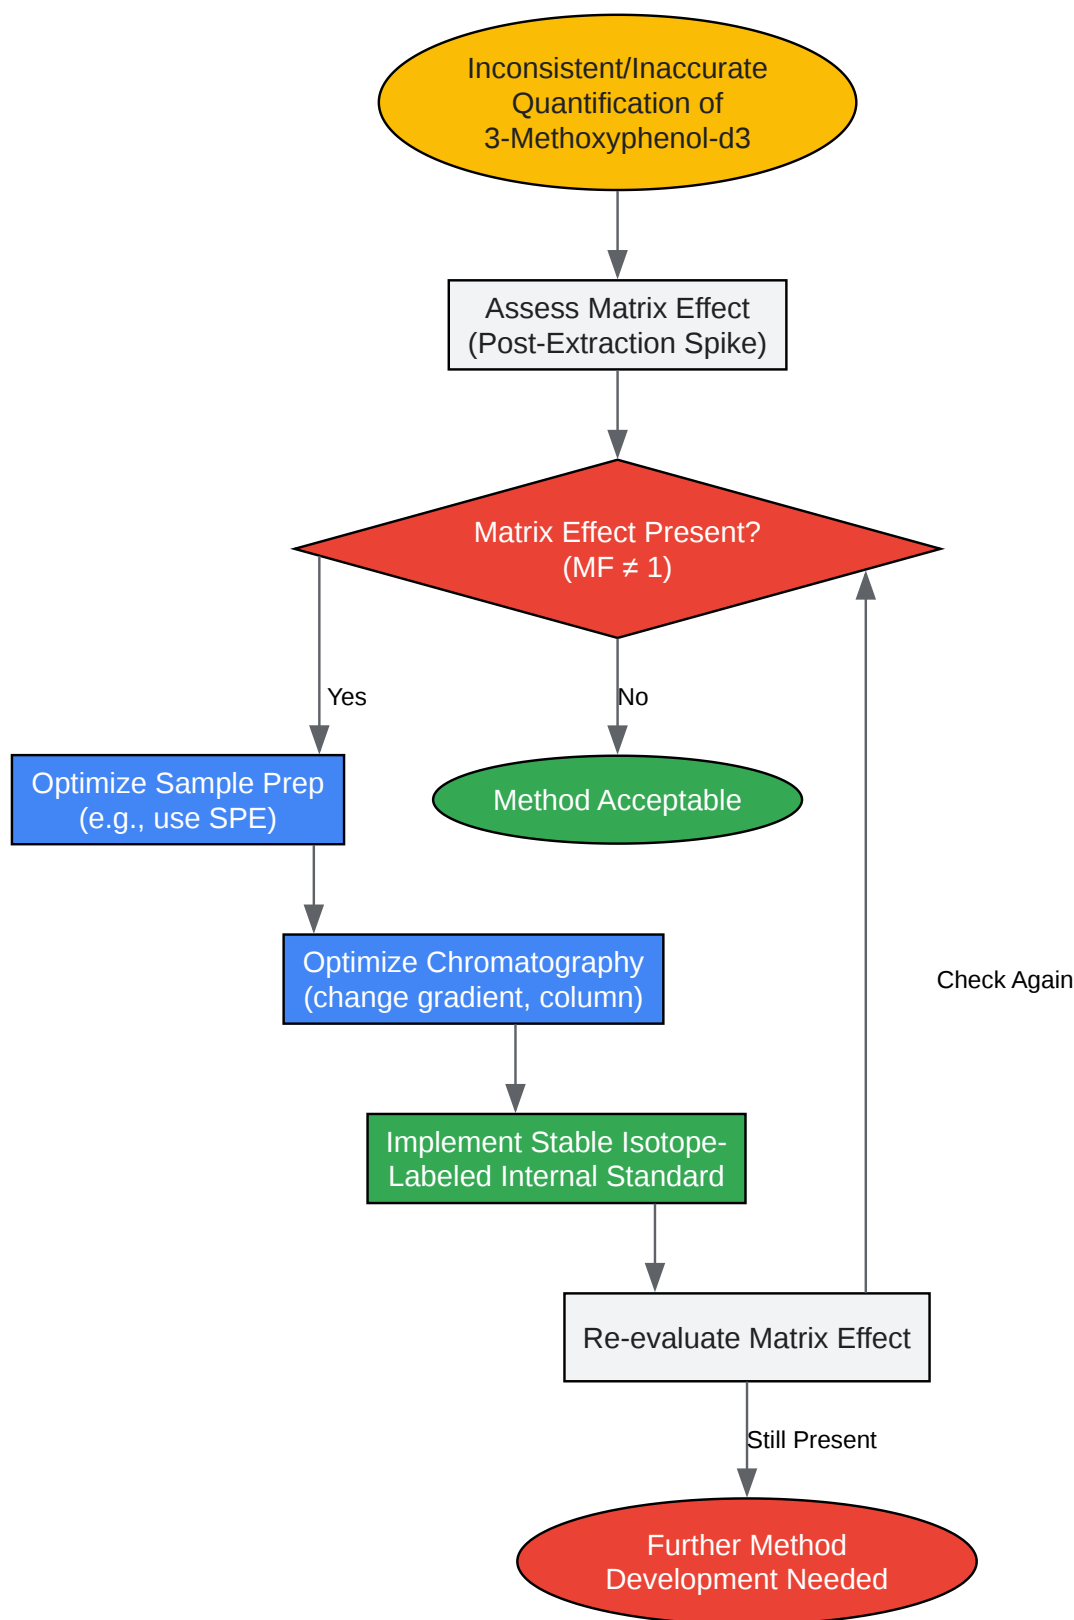 Inconsistent/Inaccurate
Quantification of
3-Methoxyphenol-d3
Assess Matrix Effect
(Post-Extraction Spike)
Matrix Effect Present?
(MF ≠ 1)
Yes
No
Optimize Sample Prep
(e.g., use SPE)
Method Acceptable
Optimize Chromatography
(change gradient, column)
Check Again
Implement Stable Isotope-
Labeled Internal Standard
Re-evaluate Matrix Effect
Still Present
Further Method
Development Needed